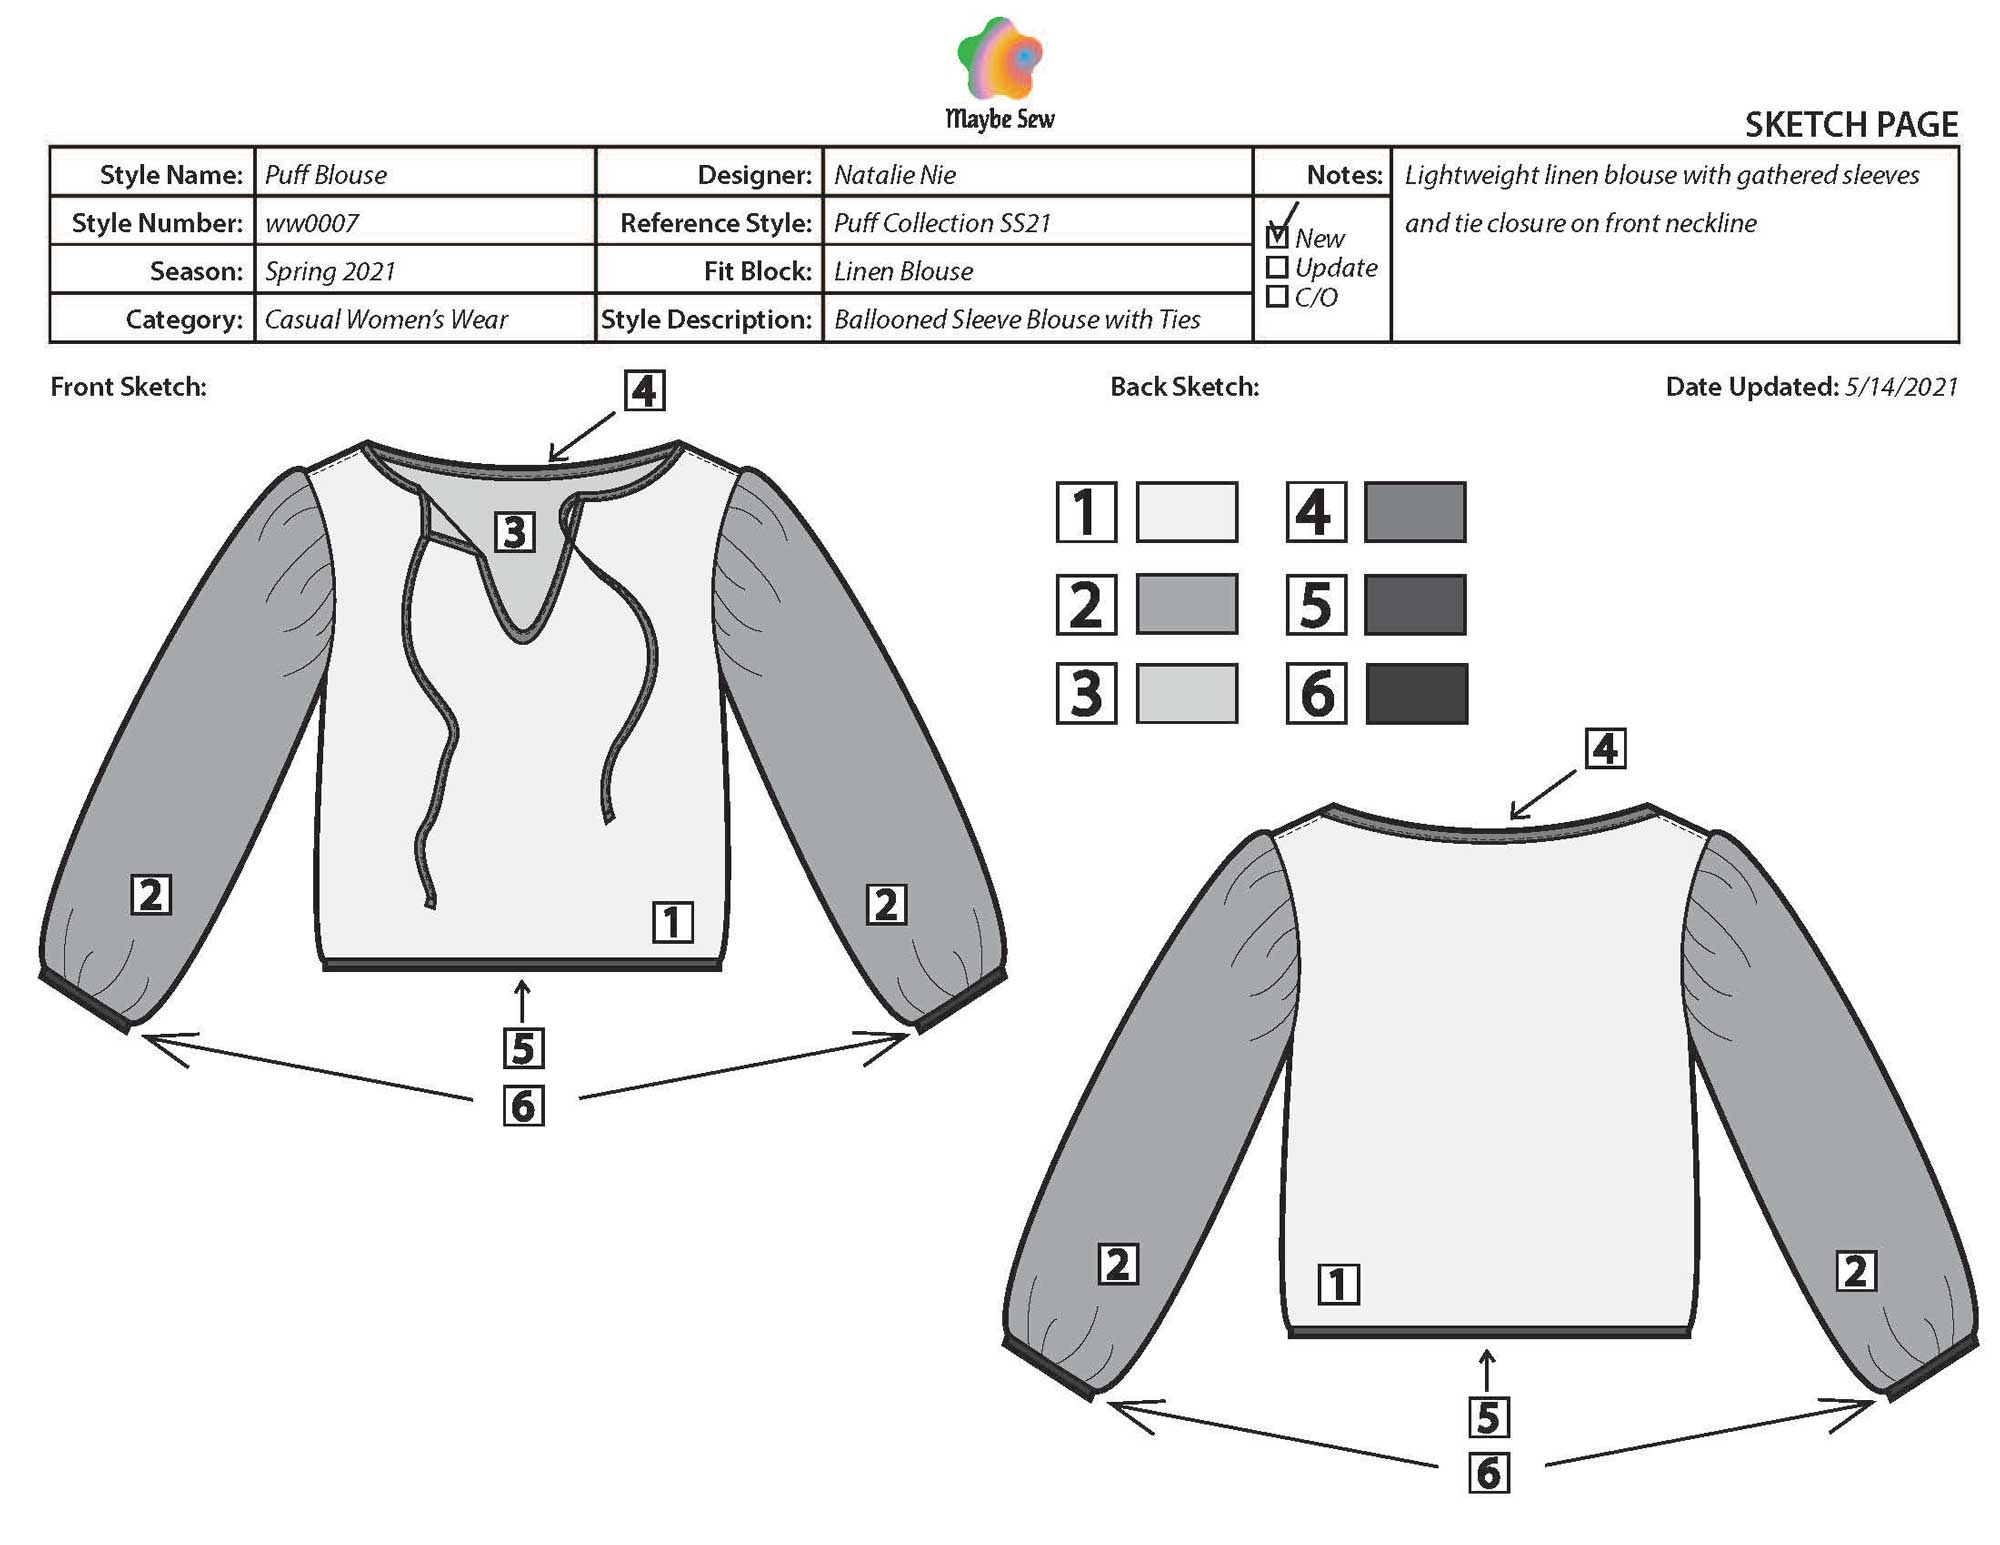 Maybe Sew
SKETCH PAGE
Style Name: Puff Blouse
Designer: Natalie Nie
Notes: Lightweight linen blouse with gathered sleeves
Style Number: ww0007
Reference Style: Puff Collection SS21
New
and tie closure on front neckline
Season: Spring 2021
Fit Block: Linen Blouse
Update
C/O
Category: Casual Women's Wear
Style Description: Ballooned Sleeve Blouse with Ties
Front Sketch:
Back Sketch:
Date Updated: 5/14/2021
4
3
2
2
1
5
6
1 4
2 5
3 6
4
2
1
2
5
6